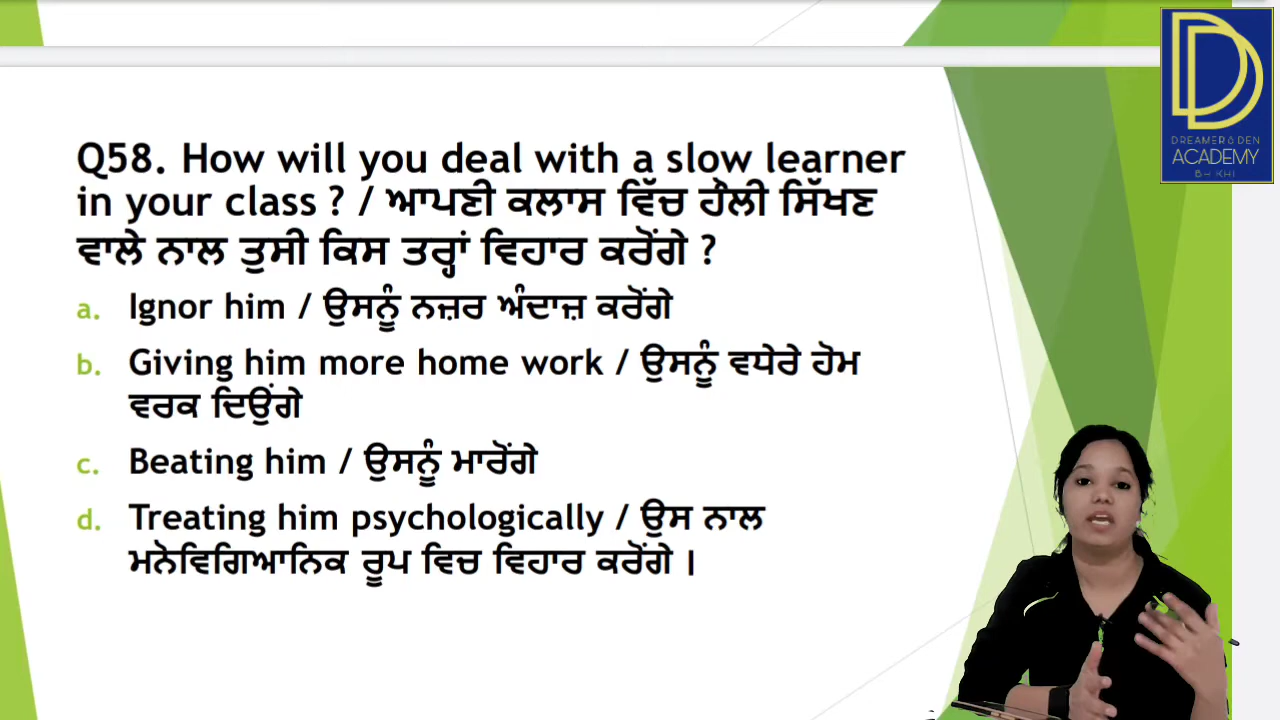 Q58. How will you deal with a slow learner
in your class ? / ਆਪਣੀ ਕਲਾਸ ਵਿੱਚ ਹੌਲੀ ਸਿੱਖਣ
ਵਾਲੇ ਨਾਲ ਤੁਸੀ ਕਿਸ ਤਰ੍ਹਾਂ ਵਿਹਾਰ ਕਰੋਂਗੇ ?
a. Ignor him / ਉਸਨੂੰ ਨਜ਼ਰ ਅੰਦਾਜ਼ ਕਰੋਂਗੇ
b. Giving him more home work / ਉਸਨੂੰ ਵਧੇਰੇ ਹੋਮ
ਵਰਕ ਦਿਉਂਗੇ
c. Beating him / ਉਸਨੂੰ ਮਾਰੋਂਗੇ
d. Treating him psychologically / ਉਸ ਨਾਲ
ਮਨੋਵਿਗਿਆਨਿਕ ਰੂਪ ਵਿਚ ਵਿਹਾਰ ਕਰੋਂਗੇ ।
ACADEMY